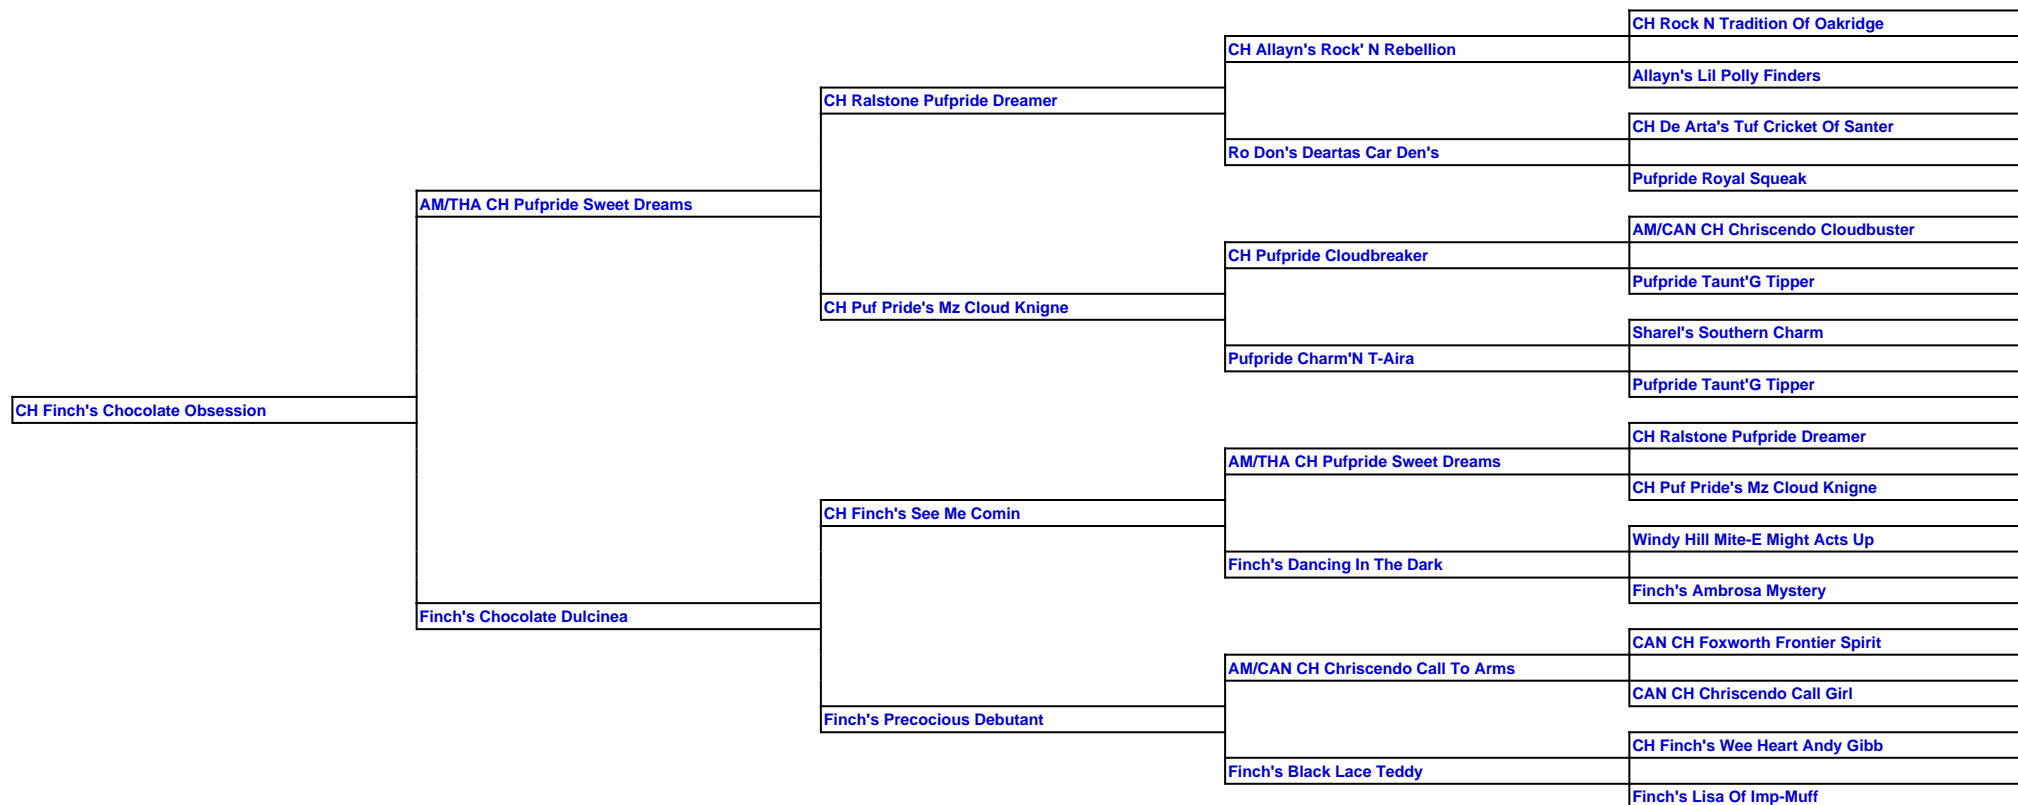 CH Rock N Tradition Of Oakridge
CH Allayn's Rock' N Rebellion
Allayn's Lil Polly Finders
CH Ralstone Pufpride Dreamer
CH De Arta's Tuf Cricket Of Santer
Ro Don's Deartas Car Den's
Pufpride Royal Squeak
AM/THA CH Pufpride Sweet Dreams
AM/CAN CH Chriscendo Cloudbuster
CH Pufpride Cloudbreaker
Pufpride Taunt'G Tipper
CH Puf Pride's Mz Cloud Knigne
Sharel's Southern Charm
Pufpride Charm'N T-Aira
Pufpride Taunt'G Tipper
CH Finch's Chocolate Obsession
CH Ralstone Pufpride Dreamer
AM/THA CH Pufpride Sweet Dreams
CH Puf Pride's Mz Cloud Knigne
CH Finch's See Me Comin
Windy Hill Mite-E Might Acts Up
Finch's Dancing In The Dark
Finch's Ambrosa Mystery
Finch's Chocolate Dulcinea
CAN CH Foxworth Frontier Spirit
AM/CAN CH Chriscendo Call To Arms
CAN CH Chriscendo Call Girl
Finch's Precocious Debutant
CH Finch's Wee Heart Andy Gibb
Finch's Black Lace Teddy
Finch's Lisa Of Imp-Muff